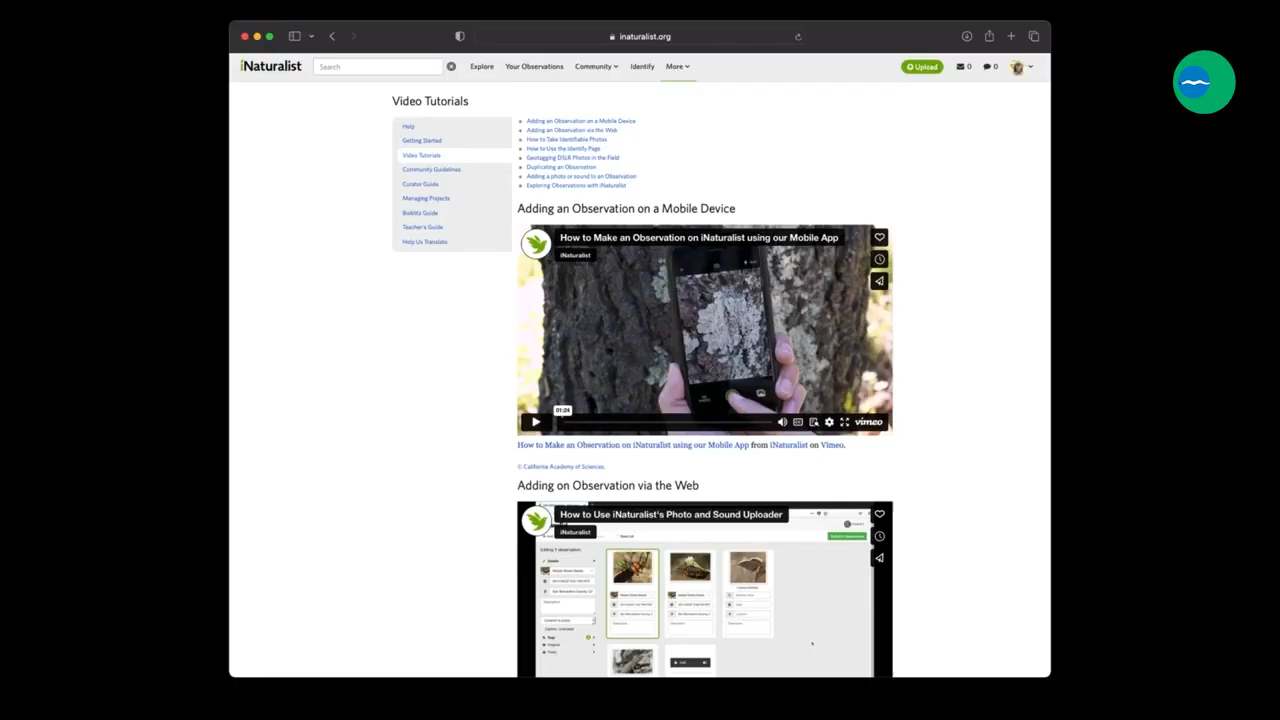 inaturalist.org
iNaturalist
Search
Explore
Your Observations
Community
Identify
More
Upload
0
0
Video Tutorials
Help
Getting Started
Video Tutorials
Community Guidelines
Curator Guide
Managing Projects
Bioblitz Guide
Teacher's Guide
Help Us Translate
Adding an Observation on a Mobile Device
Adding an Observation via the Web
How to Take Identifiable Photos
How to Use the Identify Page
Geotagging DSLR Photos in the Field
Duplicating an Observation
Adding a photo or sound to an Observation
Exploring Observations with iNaturalist
Adding an Observation on a Mobile Device
How to Make an Observation on iNaturalist using our Mobile App
iNaturalist
01:24
vimeo
How to Make an Observation on iNaturalist using our Mobile App from iNaturalist on Vimeo.
© California Academy of Sciences.
Adding on Observation via the Web
How to Use iNaturalist's Photo and Sound Uploader
iNaturalist